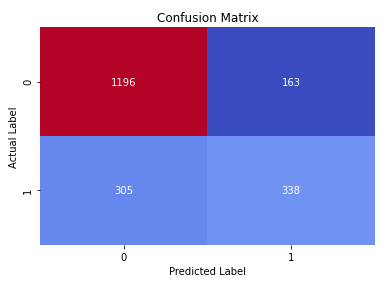 Confusion Matrix
Actual Label
0
1196
163
1
305
338
0
1
Predicted Label